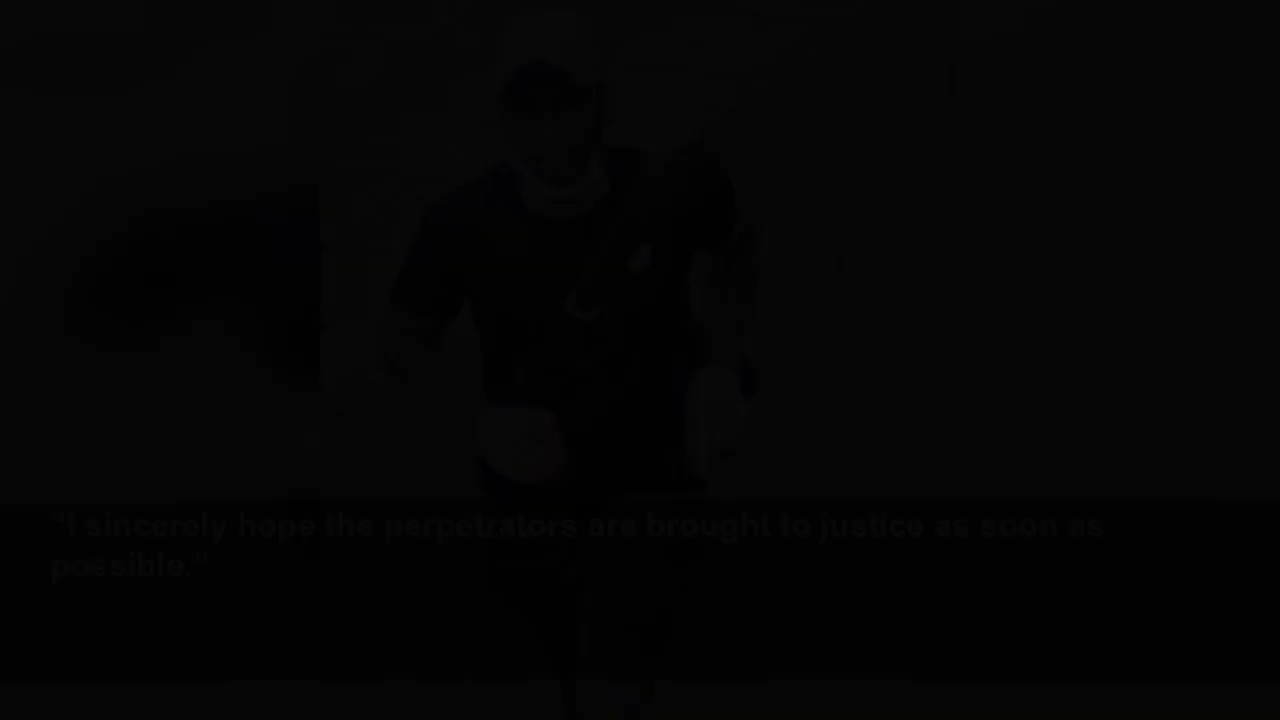 "I sincerely hope the perpetrators are brought to justice as soon as
possible."